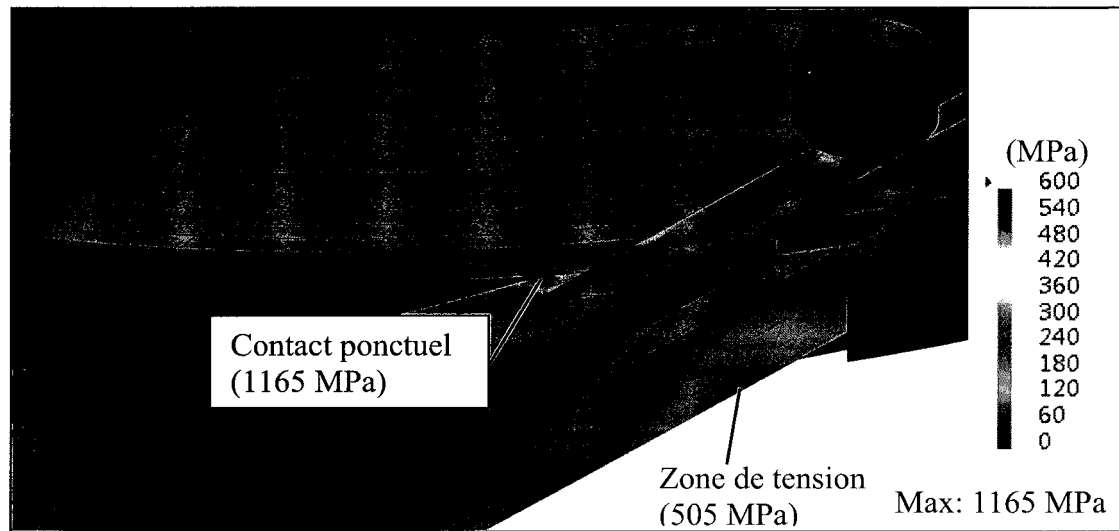 (MPa)
600
540
480
420
360
300
240
180
120
60
0
Contact ponctuel
(1165 MPa)
Zone de tension
(505 MPa)
Max: 1165 MPa